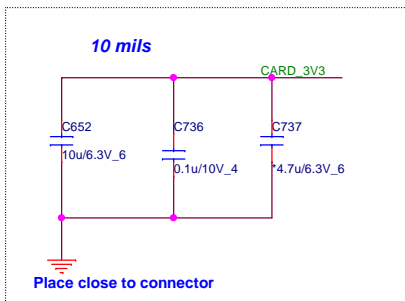 10 mils
CARD_3V3
C652
C736
C737
10u/6.3V_6
0.1u/10V_4
*4.7u/6.3V_6
Place close to connector